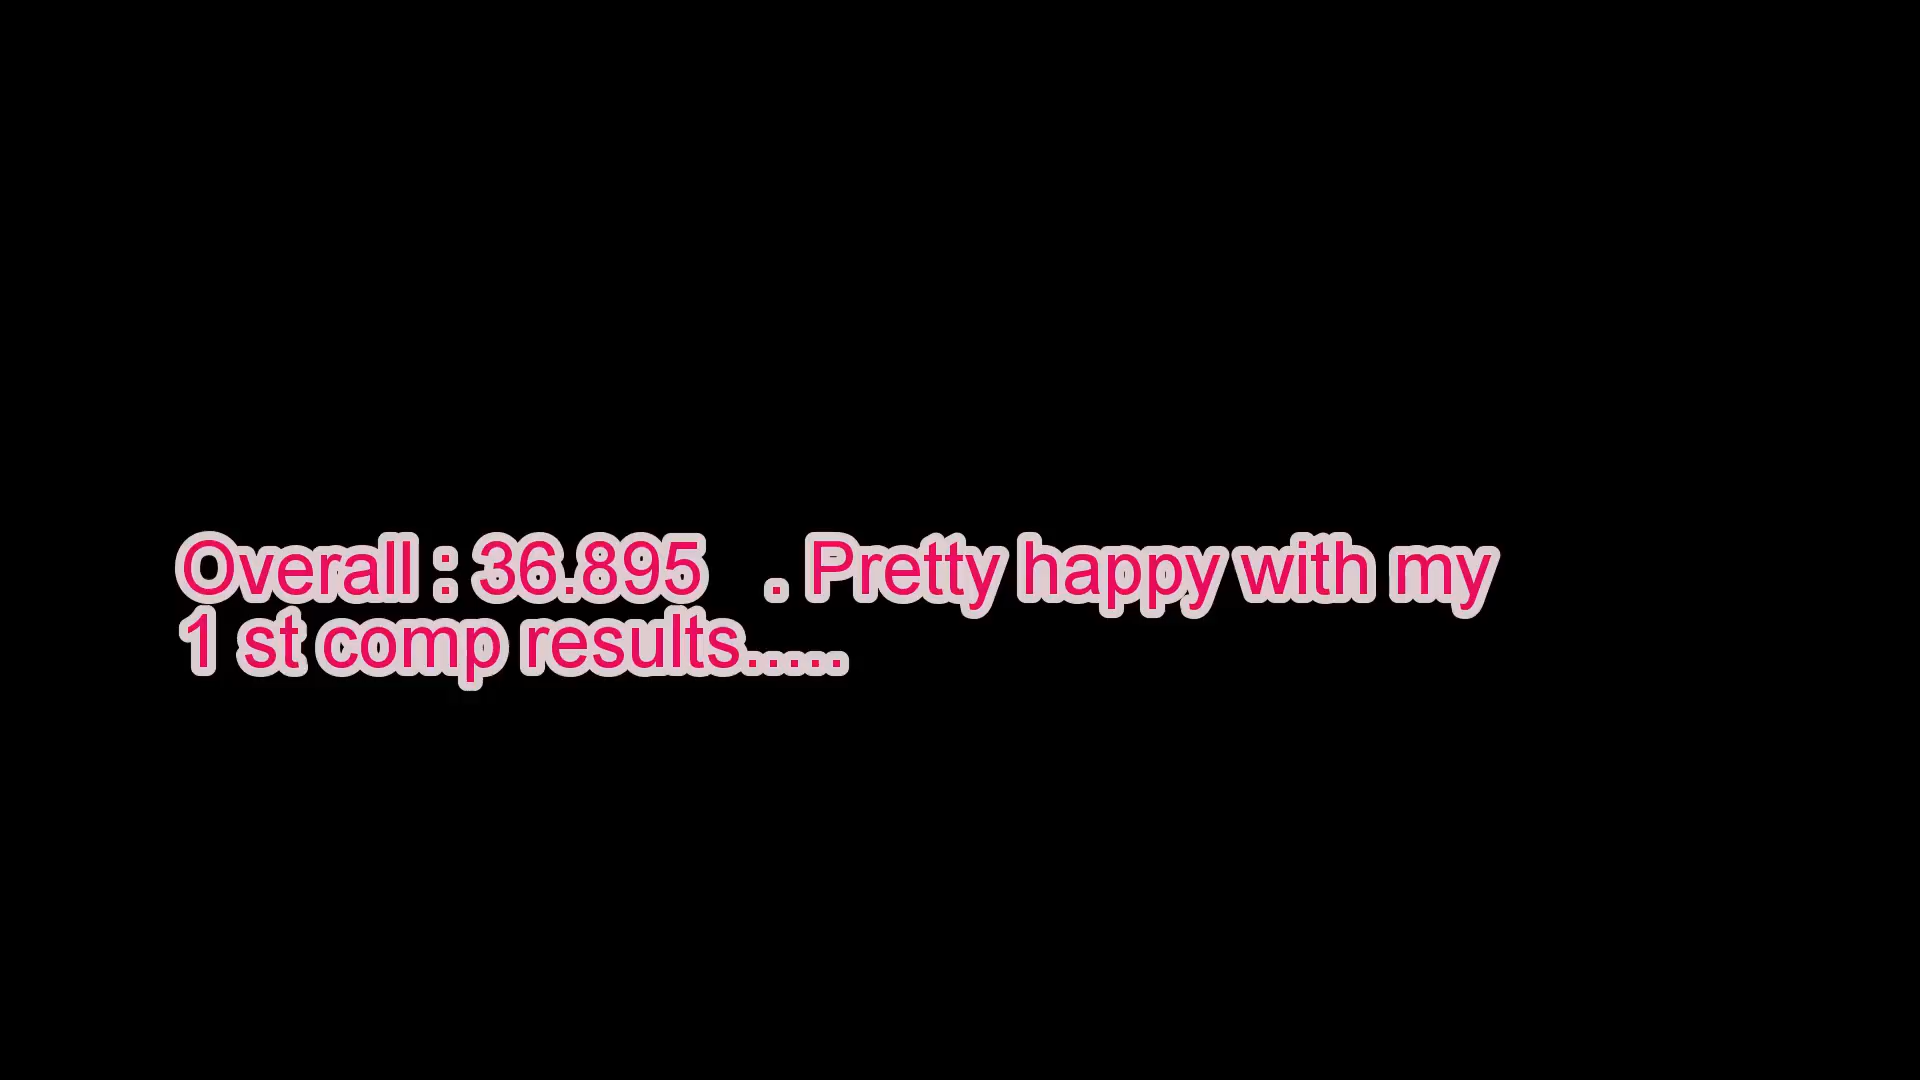 Overall : 36.895   . Pretty happy with my
1 st comp results.....